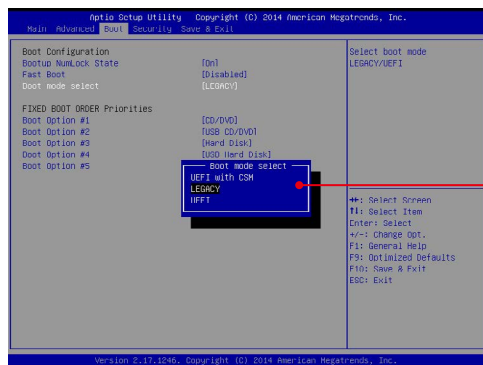 Aptio Setup Utility Copyright (C) 2014 American Megatrends, Inc.
Main Advanced Boot Security Save & Exit
Boot Configuration
Bootup NumLock State [On]
Fast Boot [Disabled]
Boot mode select [LEGACY]
FIXED BOOT ORDER Priorities
Boot Option #1 [CD/DVD]
Boot Option #2 [USB CD/DVD]
Boot Option #3 [Hard Disk]
Boot Option #4 [USB Hard Disk]
Boot Option #5
Boot mode select
UEFI with CSM
LEGACY
UEFI
Select boot mode
LEGACY/UEFI
→←: Select Screen
↑↓: Select Item
Enter: Select
+/-: Change Opt.
F1: General Help
F9: Optimized Defaults
F10: Save & Exit
ESC: Exit
Version 2.17.1246. Copyright (C) 2014 American Megatrends, Inc.